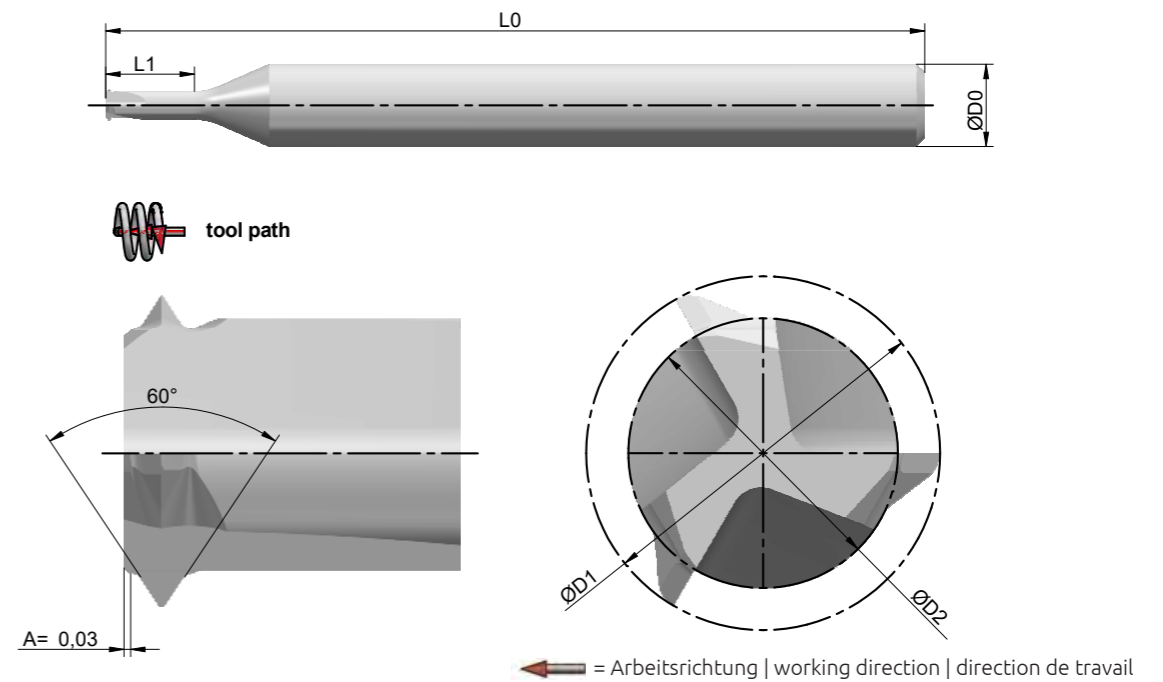 L0
L1
ØD0
tool path
60°
A= 0,03
ØD1
ØD2
= Arbeitsrichtung | working direction | direction de travail